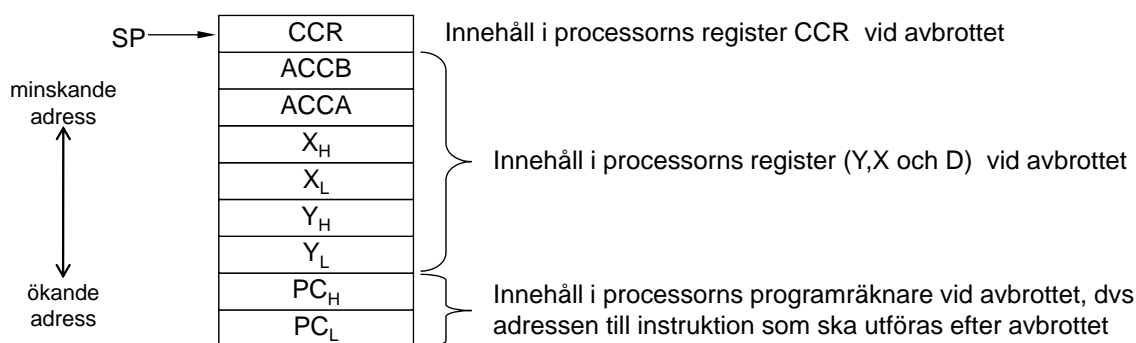 SP
CCR
Innehåll i processorns register CCR vid avbrottet
ACCB
minskande
adress
ACCA
X_H
X_L
Innehåll i processorns register (Y,X och D) vid avbrottet
Y_H
Y_L
ökande
adress
PC_H
Innehåll i processorns programräknare vid avbrottet, dvs
PC_L
adressen till instruktion som ska utföras efter avbrottet